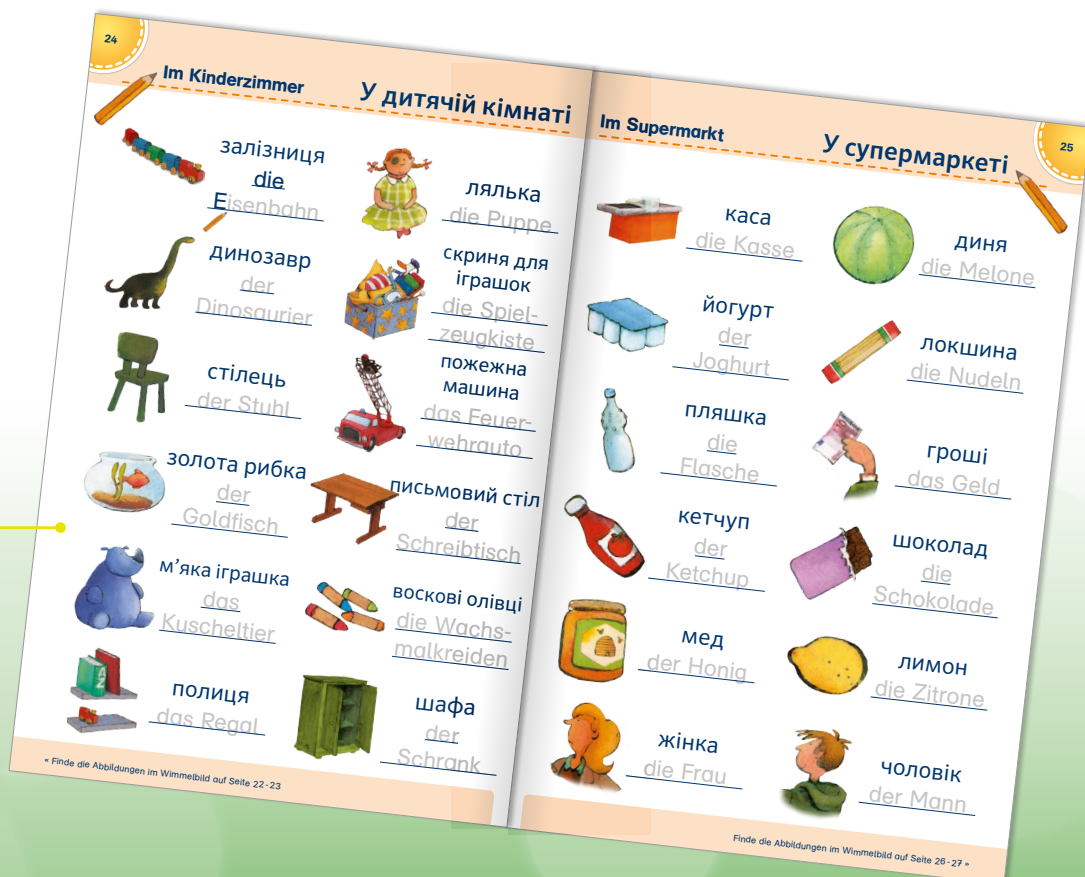 24
Im Kinderzimmer
У дитячій кімнаті
залізниця
die
Eisenbahn
лялька
die Puppe
динозавр
der
Dinosaurier
скриня для
іграшок
die Spiel-
zeugkiste
стілець
der Stuhl
пожежна
машина
das Feuer-
wehrauto
золота рибка
der
Goldfisch
письмовий стіл
der
Schreibtisch
м’яка іграшка
das
Kuscheltier
воскові олівці
die Wachs-
malkreiden
полиця
das Regal
шафа
der
Schrank
« Finde die Abbildungen im Wimmelbild auf Seite 22-23
Im Supermarkt
У супермаркеті
25
каса
die Kasse
диня
die Melone
йогурт
der
Joghurt
локшина
die Nudeln
пляшка
die
Flasche
гроші
das Geld
кетчуп
der
Ketchup
шоколад
die
Schokolade
мед
der Honig
лимон
die Zitrone
жінка
die Frau
чоловік
der Mann
Finde die Abbildungen im Wimmelbild auf Seite 26-27 »